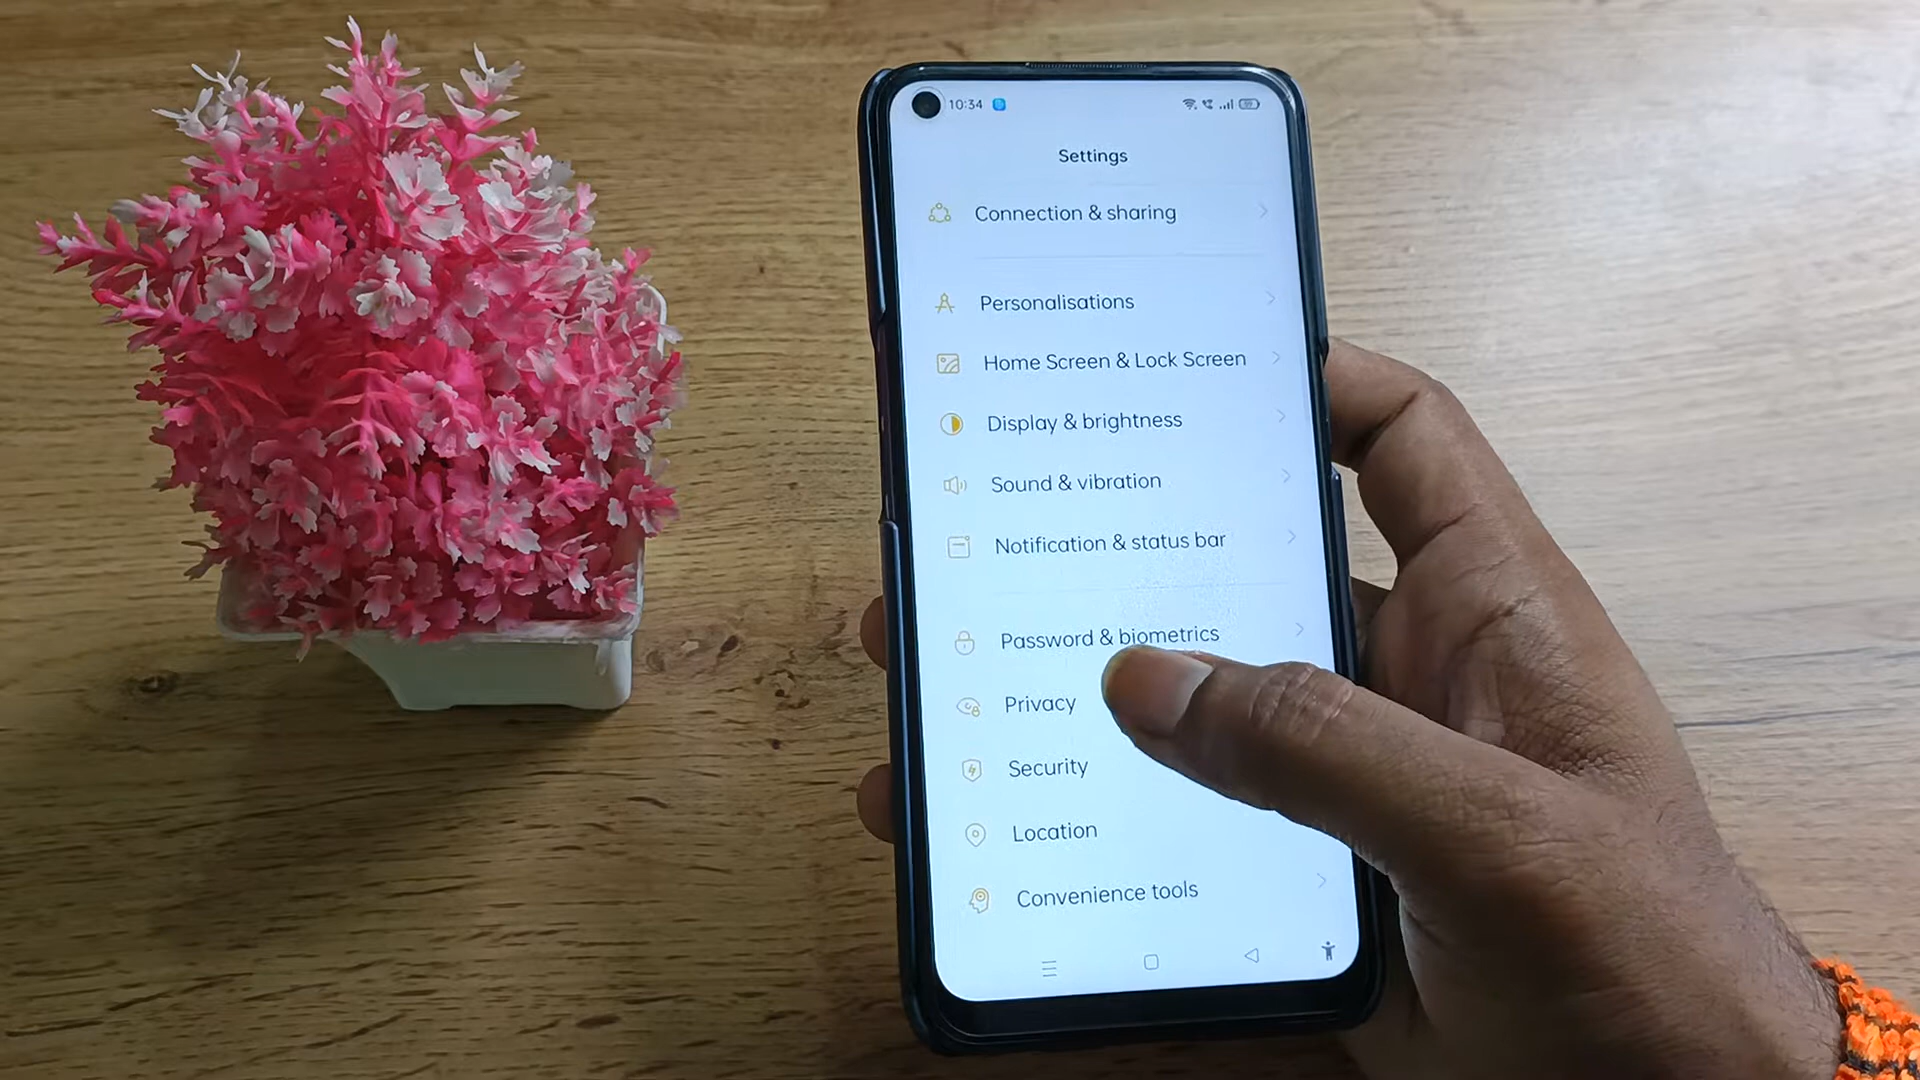 10:34
Settings
Connection & sharing
Personalisations
Home Screen & Lock Screen
Display & brightness
Sound & vibration
Notification & status bar
Password & biometrics
Privacy
Security
Location
Convenience tools